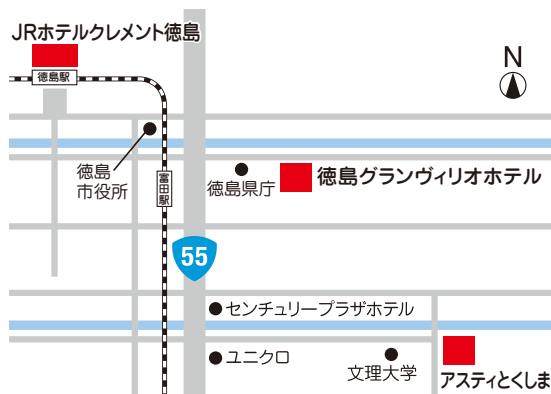 JRホテルクレメント徳島
徳島駅
N
徳島
市役所
富田駅
徳島県庁
徳島グランヴィリオホテル
55
センチュリープラザホテル
ユニクロ
文理大学
アスティとくしま